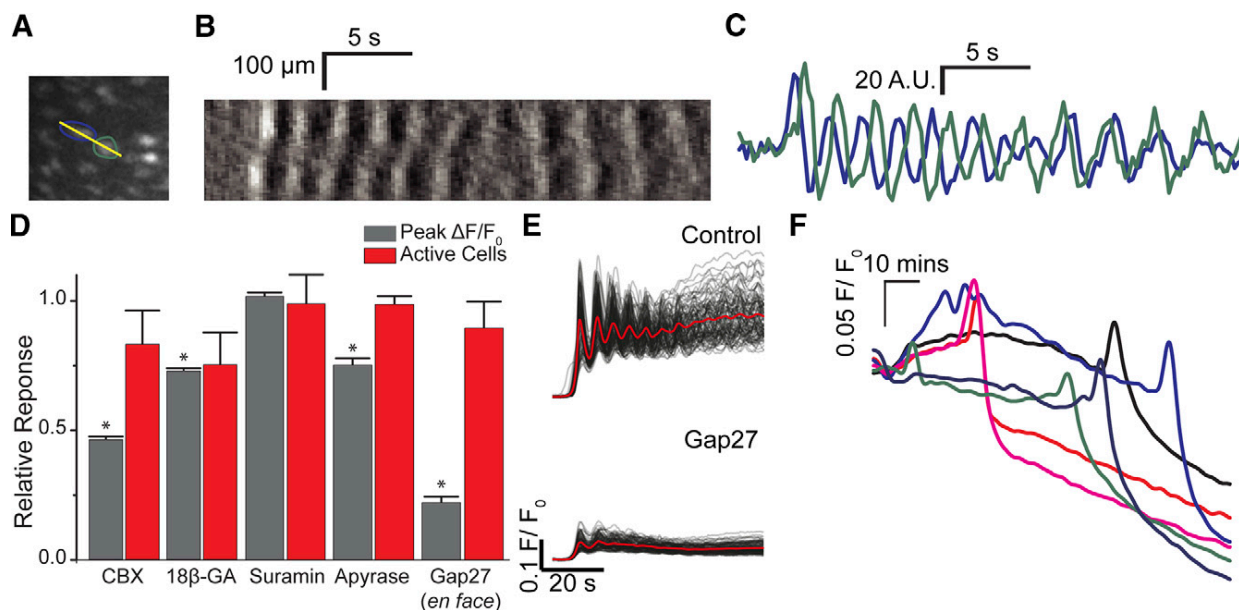 A
B
5 s
100 µm
C
20 A.U.
5 s
D
Peak ΔF/F0
Active Cells
Relative Reponse
1.0
0.5
0.0
*
*
*
*
CBX
18β-GA
Suramin
Apyrase
Gap27
(en face)
E
Control
Gap27
0.1 F/ F0
20 s
F
0.05 F/ F0
10 mins